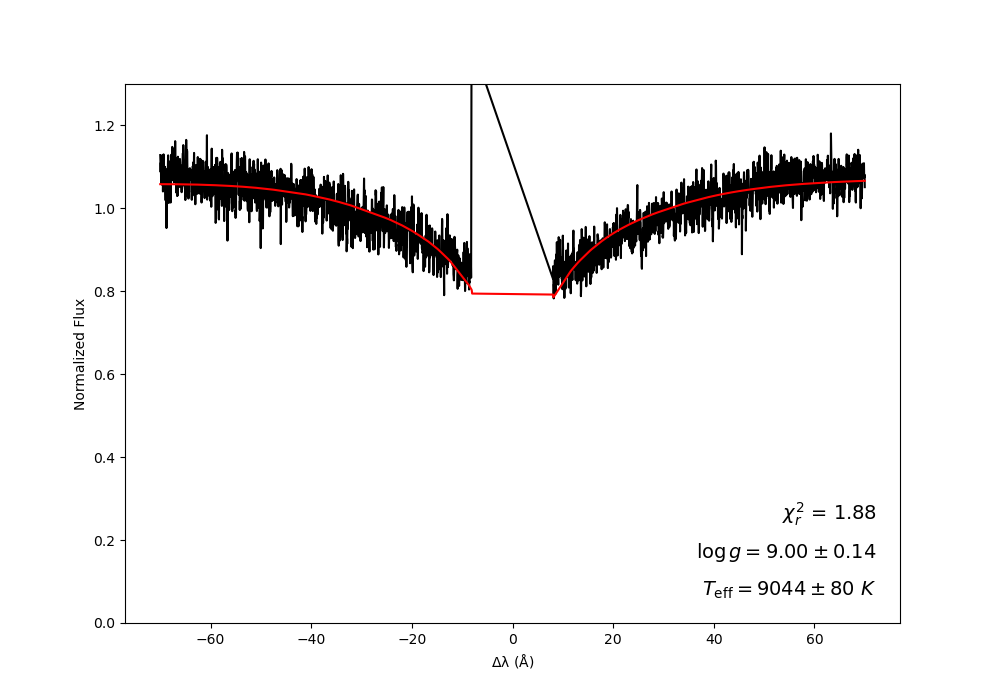 1.2
1.0
0.8
0.6
0.4
0.2
0.0
Normalized Flux
χ²ᵣ = 1.88
log g = 9.00 ± 0.14
T_eff = 9044 ± 80 K
−60 −40 −20 0 20 40 60
Δλ (Å)